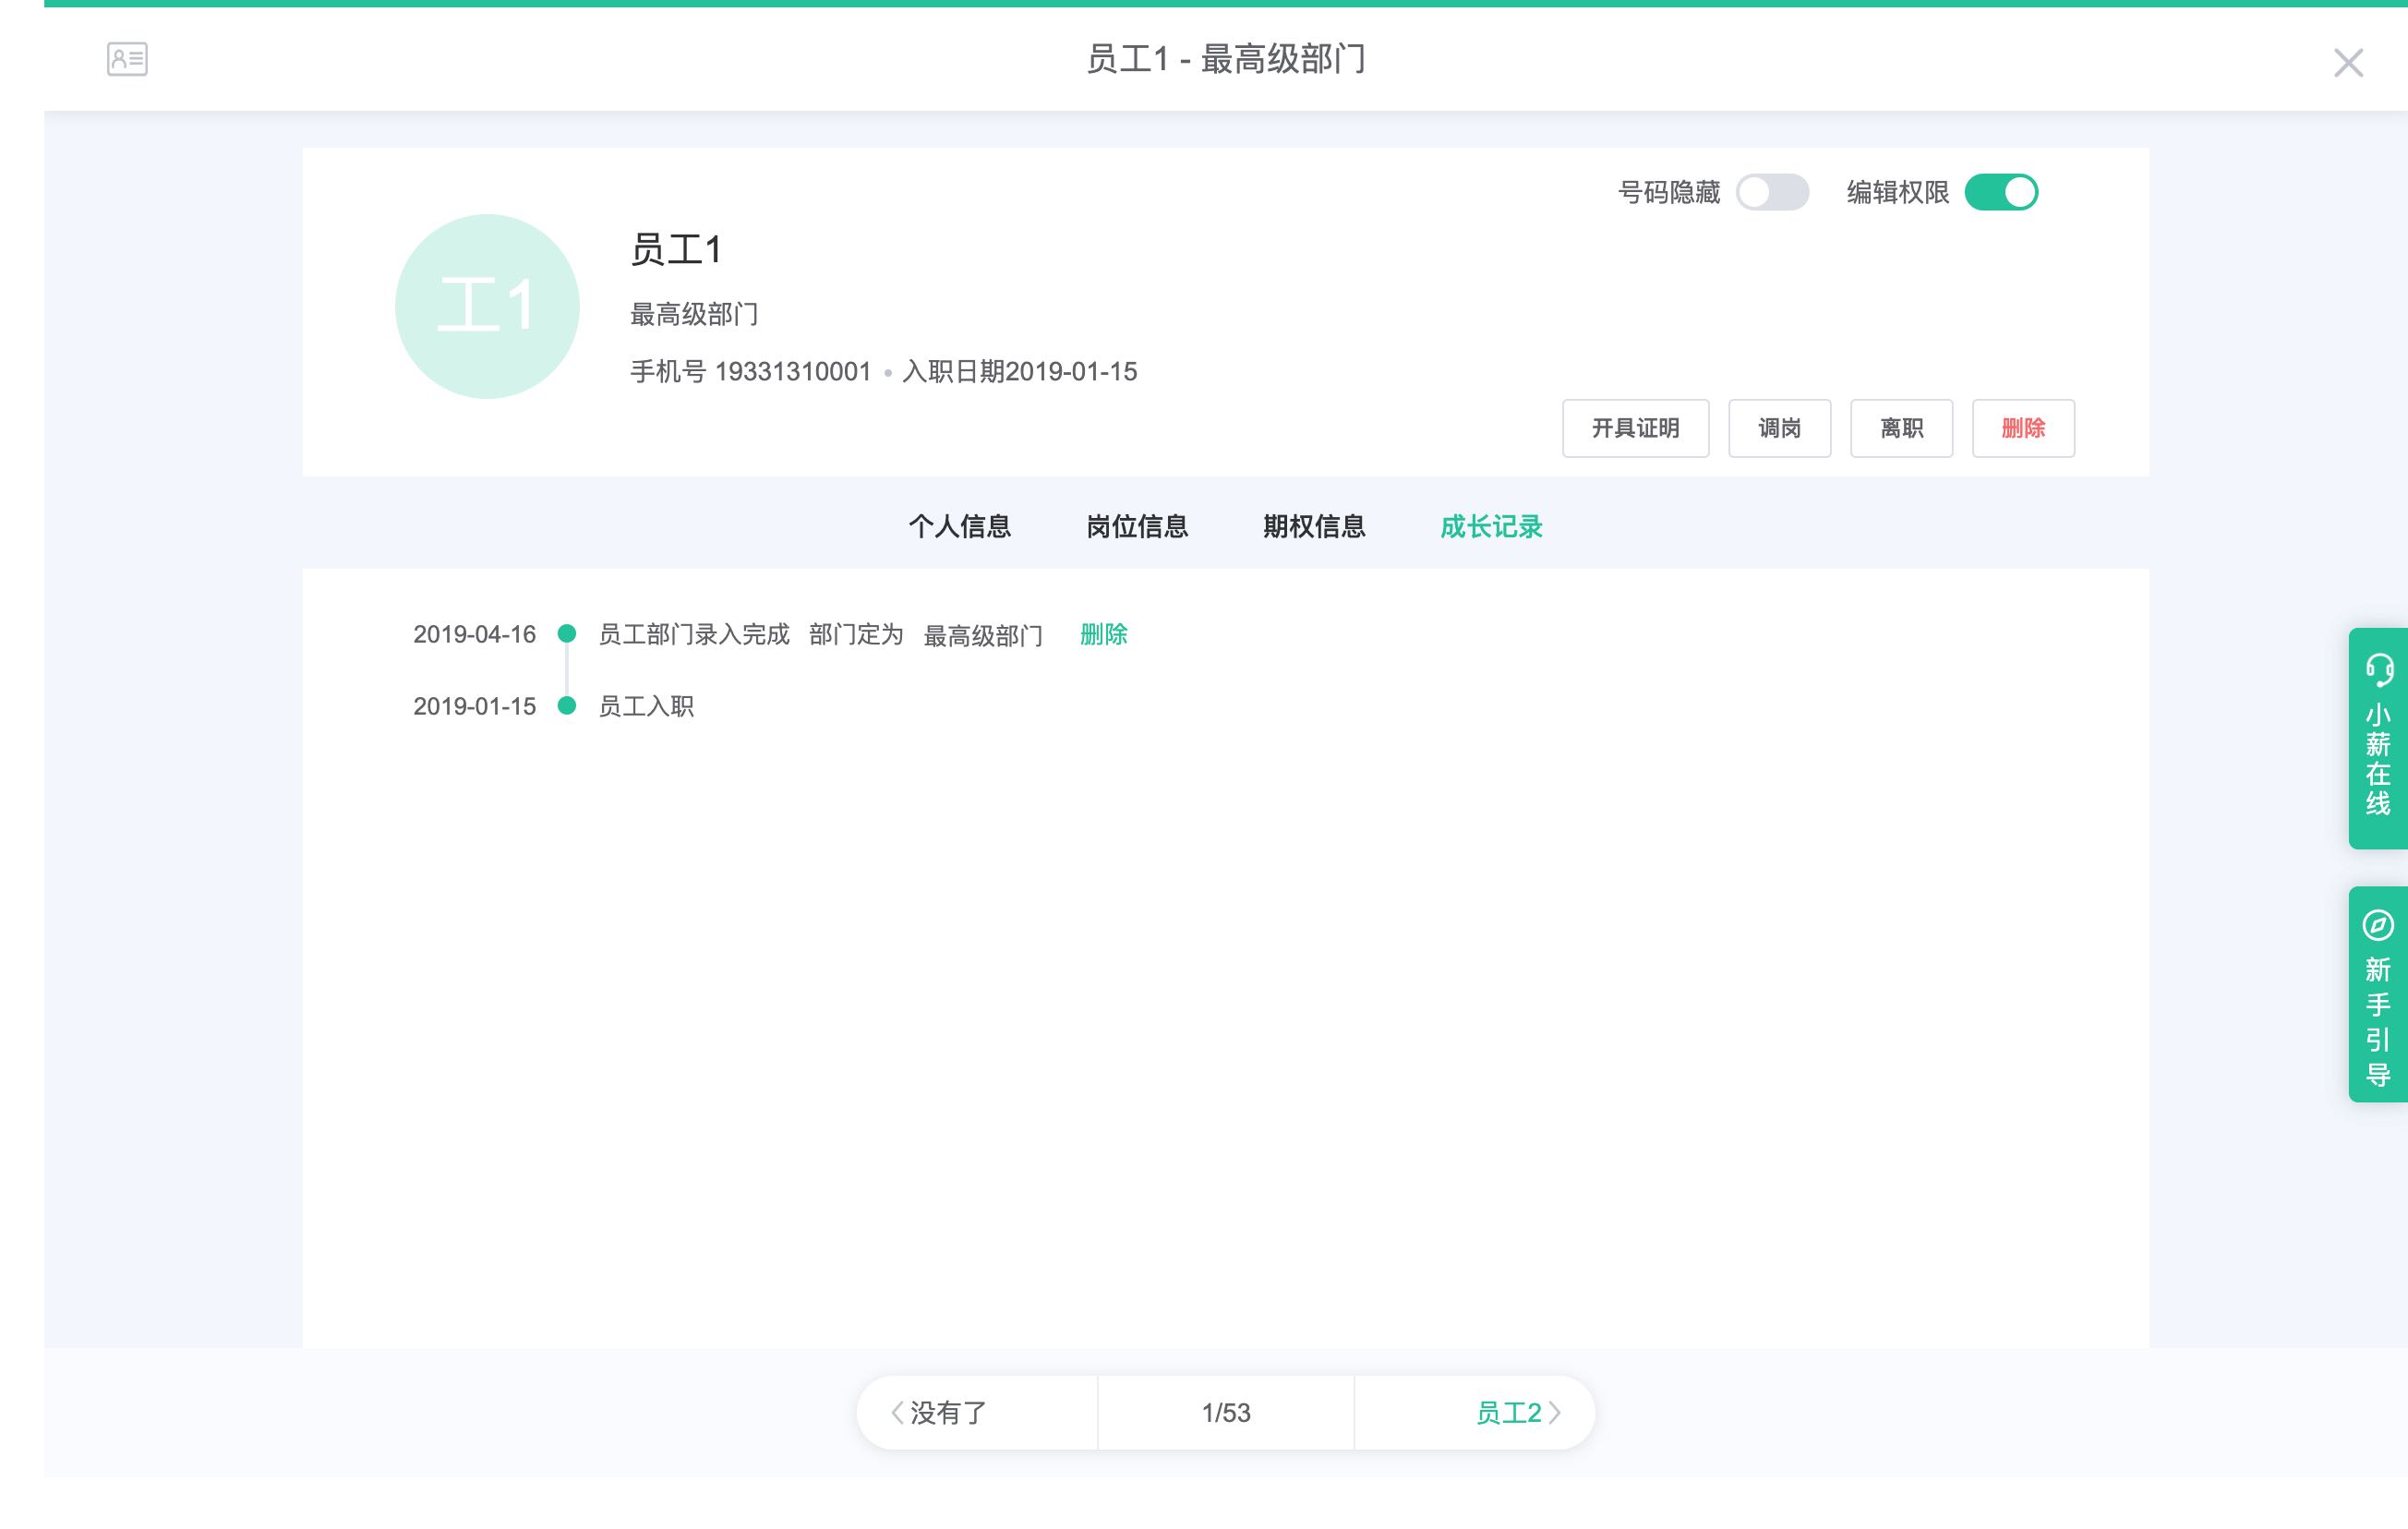 员工1 - 最高级部门
号码隐藏 编辑权限
工1
员工1
最高级部门
手机号 19331310001 • 入职日期2019-01-15
开具证明 调岗 离职 删除
个人信息 岗位信息 期权信息 成长记录
2019-04-16 员工部门录入完成 部门定为 最高级部门 删除
2019-01-15 员工入职
小薪在线
新手引导
没有了 1/53 员工2